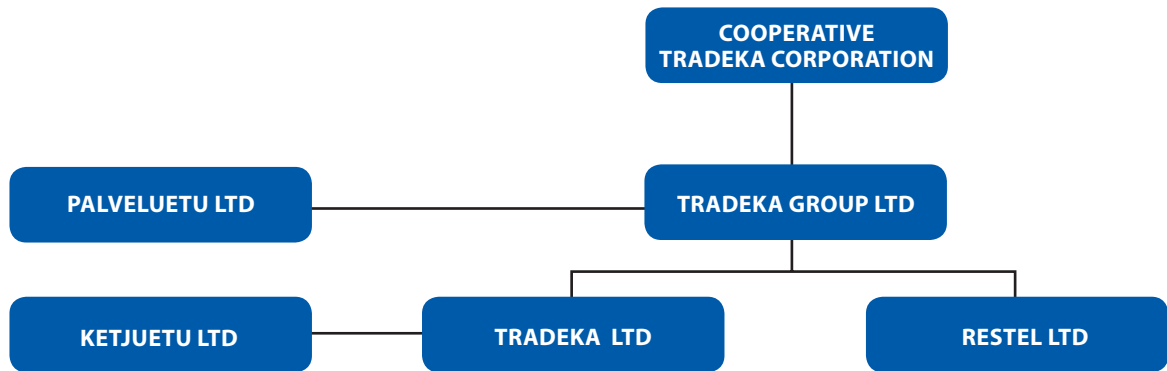 COOPERATIVE
TRADEKA CORPORATION
PALVELUETU LTD
TRADEKA GROUP LTD
KETJUETU LTD
TRADEKA LTD
RESTEL LTD